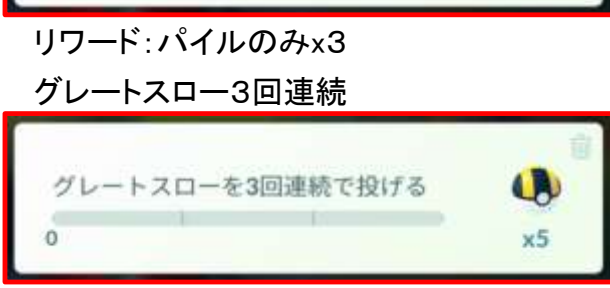 リワード：パイルのみx３
グレートスロー３回連続
グレートスローを3回連続で投げる
0
x5